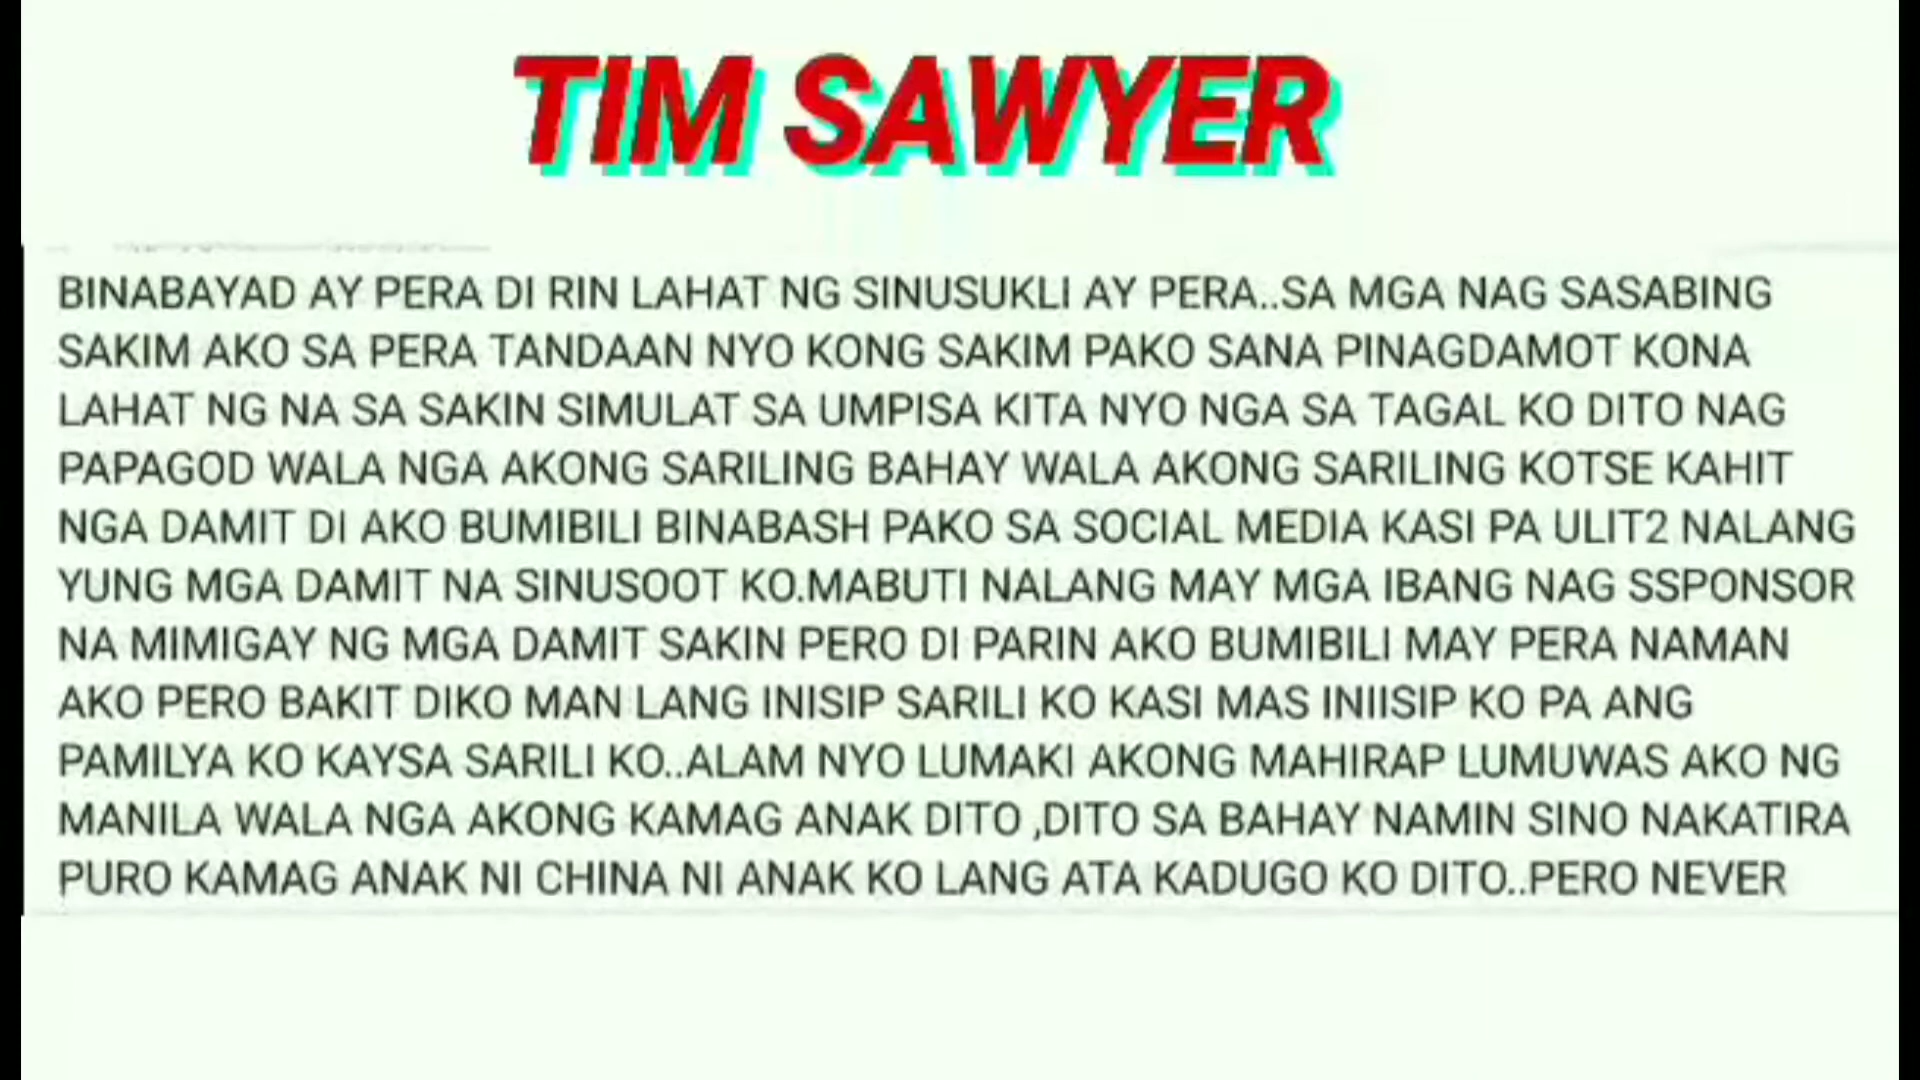 TIM SAWYER
BINABAYAD AY PERA DI RIN LAHAT NG SINUSUKLI AY PERA..SA MGA NAG SASABING
SAKIM AKO SA PERA TANDAAN NYO KONG SAKIM PAKO SANA PINAGDAMOT KONA
LAHAT NG NA SA SAKIN SIMULAT SA UMPISA KITA NYO NGA SA TAGAL KO DITO NAG
PAPAGOD WALA NGA AKONG SARILING BAHAY WALA AKONG SARILING KOTSE KAHIT
NGA DAMIT DI AKO BUMIBILI BINABASH PAKO SA SOCIAL MEDIA KASI PA ULIT2 NALANG
YUNG MGA DAMIT NA SINUSOOT KO.MABUTI NALANG MAY MGA IBANG NAG SSPONSOR
NA MIMIGAY NG MGA DAMIT SAKIN PERO DI PARIN AKO BUMIBILI MAY PERA NAMAN
AKO PERO BAKIT DIKO MAN LANG INISIP SARILI KO KASI MAS INIISIP KO PA ANG
PAMILYA KO KAYSA SARILI KO..ALAM NYO LUMAKI AKONG MAHIRAP LUMUWAS AKO NG
MANILA WALA NGA AKONG KAMAG ANAK DITO ,DITO SA BAHAY NAMIN SINO NAKATIRA
PURO KAMAG ANAK NI CHINA NI ANAK KO LANG ATA KADUGO KO DITO..PERO NEVER